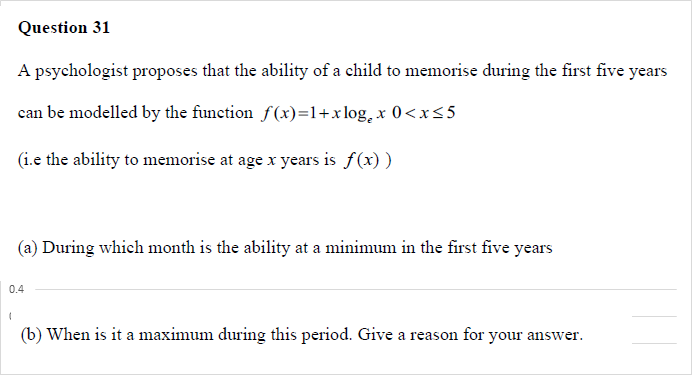 Question 31
A psychologist proposes that the ability of a child to memorise during the first five years
can be modelled by the function f(x)=1+xlogₑ x 0<x≤5
(i.e the ability to memorise at age x years is f(x) )
(a) During which month is the ability at a minimum in the first five years
0.4
(b) When is it a maximum during this period. Give a reason for your answer.